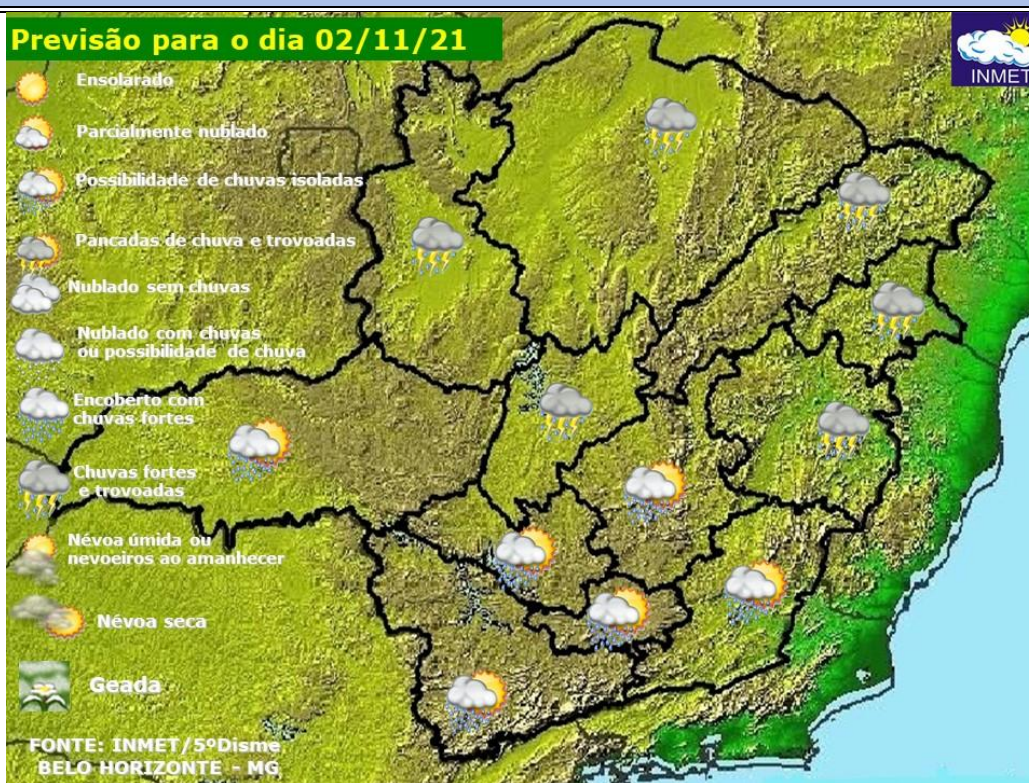 Previsão para o dia 02/11/21
INMET
Ensolarado
Parcialmente nublado
Possibilidade de chuvas isoladas
Pancadas de chuva e trovoadas
Nublado sem chuvas
Nublado com chuvas
ou possibilidade de chuva
Encoberto com
chuvas fortes
Chuvas fortes
e trovoadas
Névoa úmida ou
nevoeiros ao amanhecer
Névoa seca
Geada
FONTE: INMET/5ºDisme
BELO HORIZONTE - MG